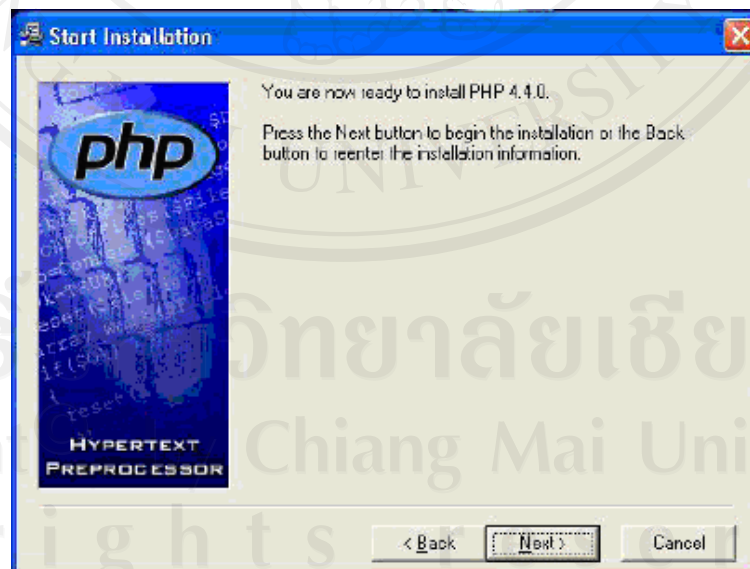 Start Installation
You are now ready to install PHP 4.4.0.
Press the Next button to begin the installation or the Back
button to reenter the installation information.
php
HYPERTEXT
PREPROCESSOR
UNIVERSITY
วิทยาลัยเชีย
Chiang Mai Uni
r i g h t s
< Back
Next >
Cancel